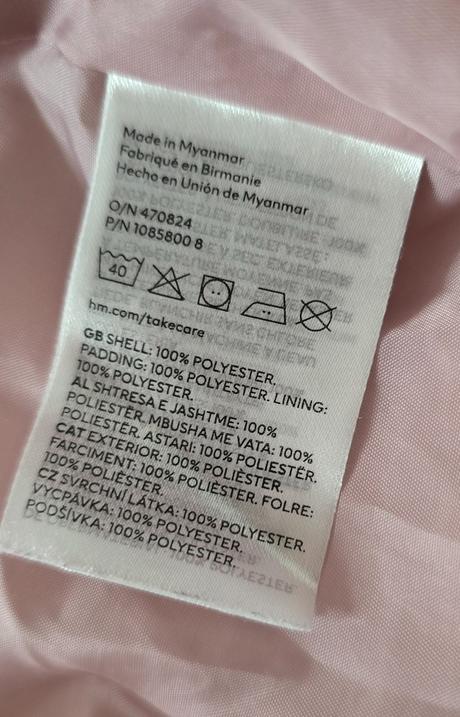 Made in Myanmar
Fabriqué en Birmanie
Hecho en Unión de Myanmar
O/N 470824
P/N 1085800 8
40
hm.com/takecare
GB SHELL: 100% POLYESTER.
PADDING: 100% POLYESTER. LINING:
100% POLYESTER.
AL SHTRESA E JASHTME: 100%
POLIESTËR. MBUSHA ME VATA: 100%
POLIESTËR. ASTARI: 100% POLIESTËR.
CAT EXTERIOR: 100% POLIÈSTER.
FARCIMENT: 100% POLIÈSTER. FOLRE:
100% POLIÈSTER.
CZ SVRCHNÍ LÁTKA: 100% POLYESTER.
VYCPÁVKA: 100% POLYESTER.
PODŠÍVKA: 100% POLYESTER.